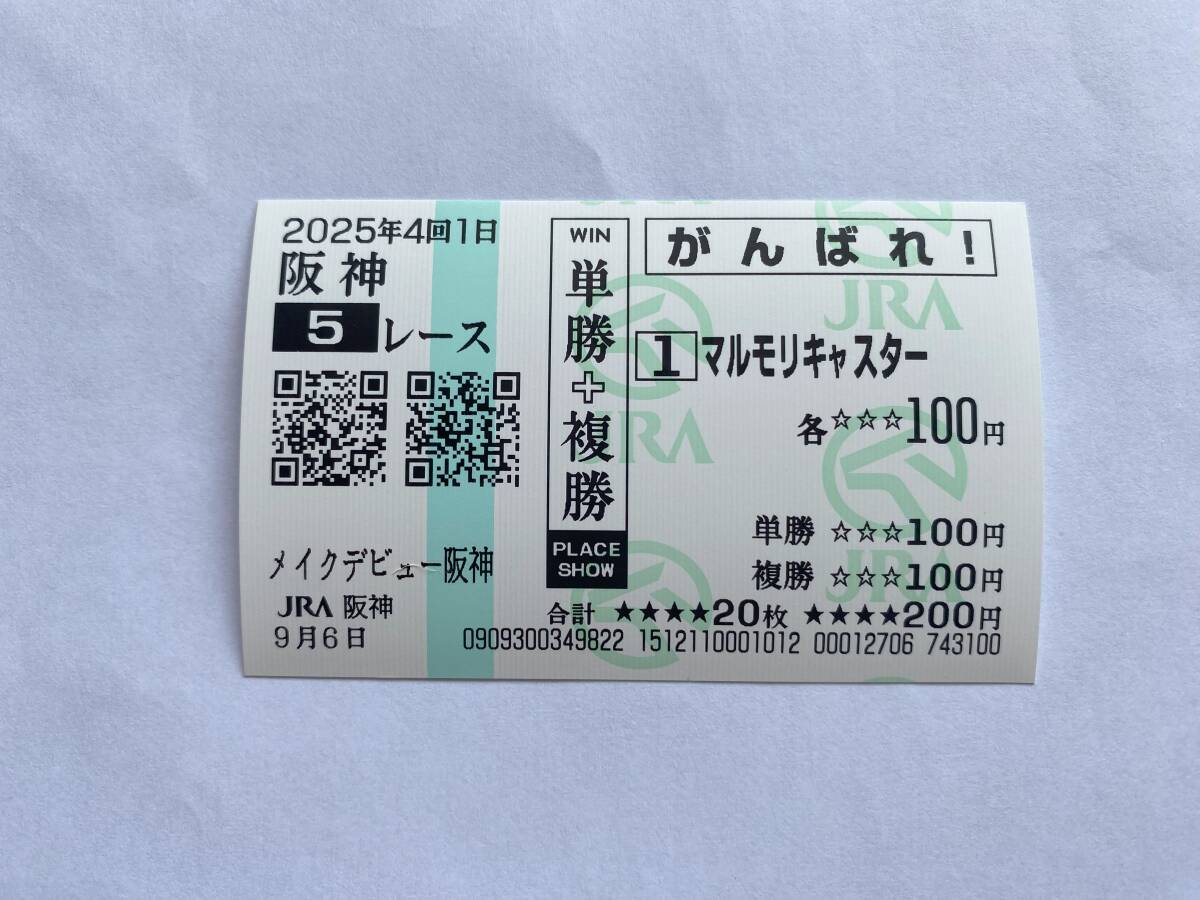 2025年4回1日
阪神
5レース
メイクデビュー阪神
JRA 阪神
9月6日
WIN
単勝+複勝
PLACE
SHOW
がんばれ!
1 マルモリキャスター
各☆☆☆100円
単勝 ☆☆☆100円
複勝 ☆☆☆100円
合計 ★★★★20枚 ★★★★200円
0909300349822 1512110001012 00012706 743100
JRA
JRA
JRA